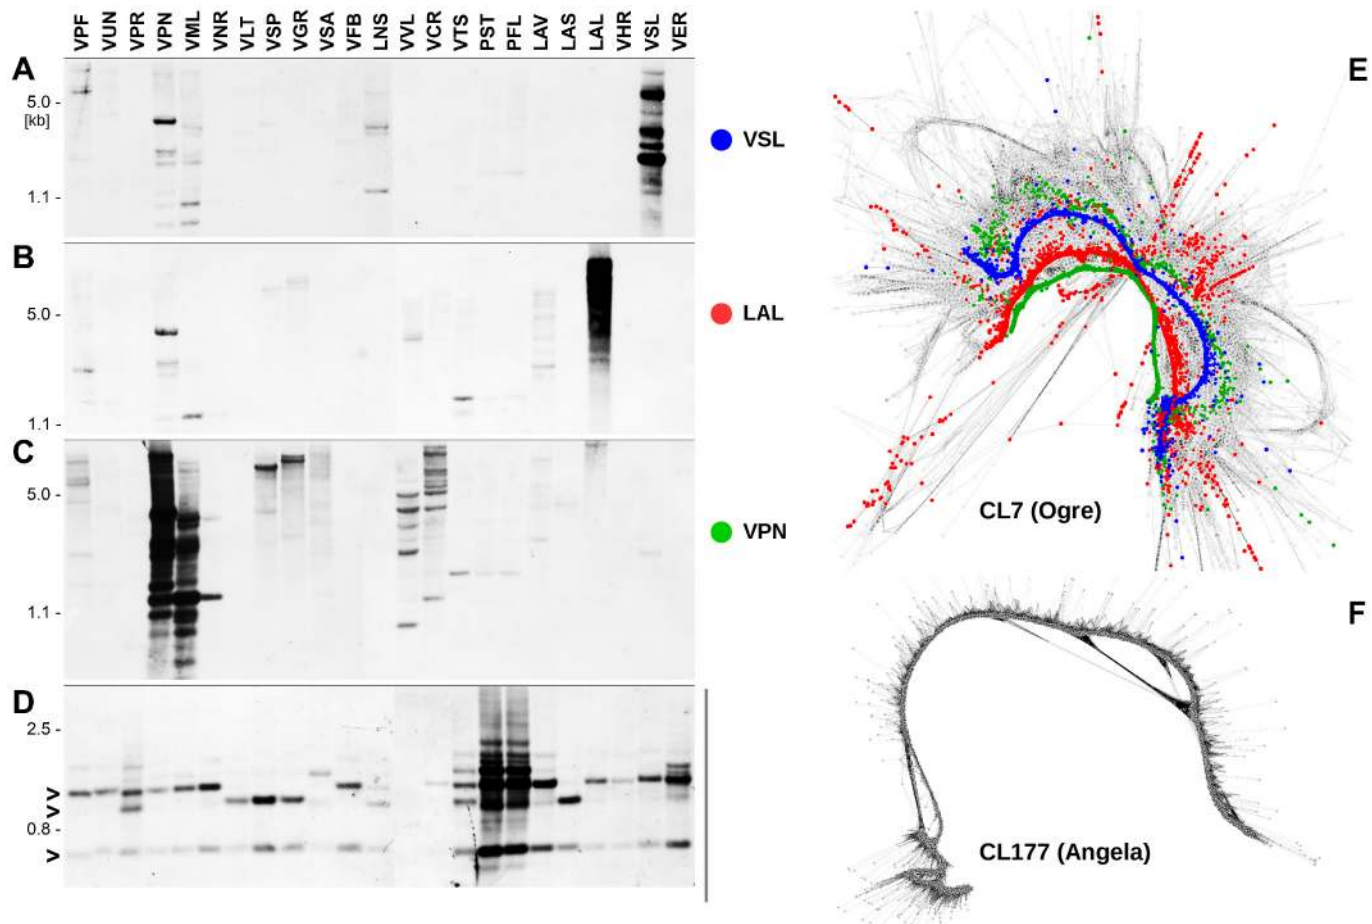 VPF VUN VPR VPN VML VNR VLT VSP VGR VSA VFB LNS VVL VCR VTS PST PFL LAV LAS LAL VHR VSL VER
A
5.0 -
[kb]
1.1 -
VSL
B
5.0 -
1.1 -
LAL
C
5.0 -
1.1 -
VPN
D
2.5 -
>
>
0.8 -
>
E
CL7 (Ogre)
F
CL177 (Angela)